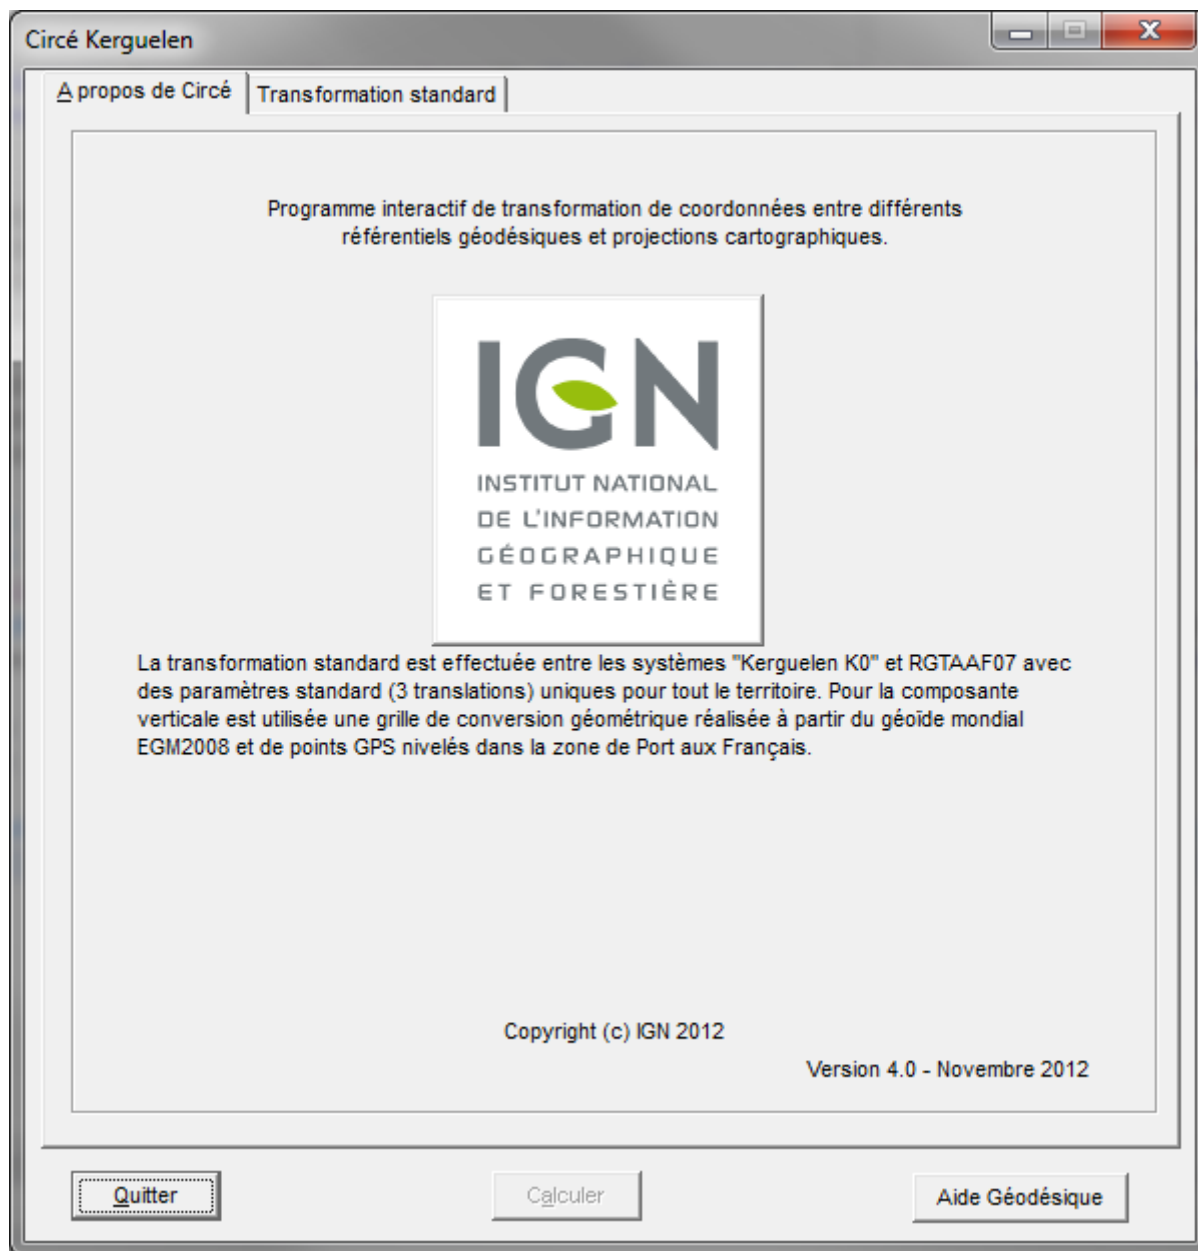 Circé Kerguelen
A propos de Circé
Transformation standard
Programme interactif de transformation de coordonnées entre différents
référentiels géodésiques et projections cartographiques.
IGN
INSTITUT NATIONAL
DE L'INFORMATION
GÉOGRAPHIQUE
ET FORESTIÈRE
La transformation standard est effectuée entre les systèmes "Kerguelen K0" et RGTAAF07 avec
des paramètres standard (3 translations) uniques pour tout le territoire. Pour la composante
verticale est utilisée une grille de conversion géométrique réalisée à partir du géoïde mondial
EGM2008 et de points GPS nivelés dans la zone de Port aux Français.
Copyright (c) IGN 2012
Version 4.0 - Novembre 2012
Quitter
Calculer
Aide Géodésique